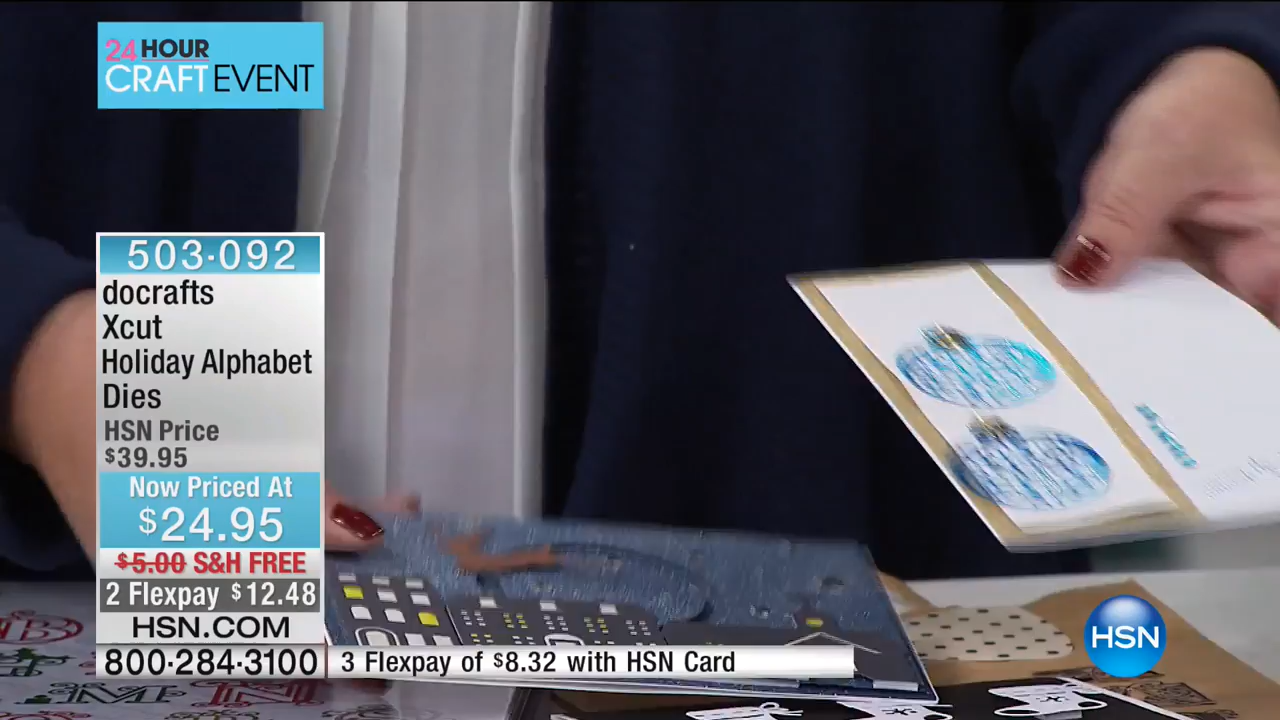 24 HOUR
CRAFT EVENT
503-092
docrafts
Xcut
Holiday Alphabet
Dies
HSN Price
$39.95
Now Priced At
$24.95
$5.00 S&H FREE
2 Flexpay $12.48
HSN.COM
800-284-3100
3 Flexpay of $8.32 with HSN Card
HSN
B
M
N